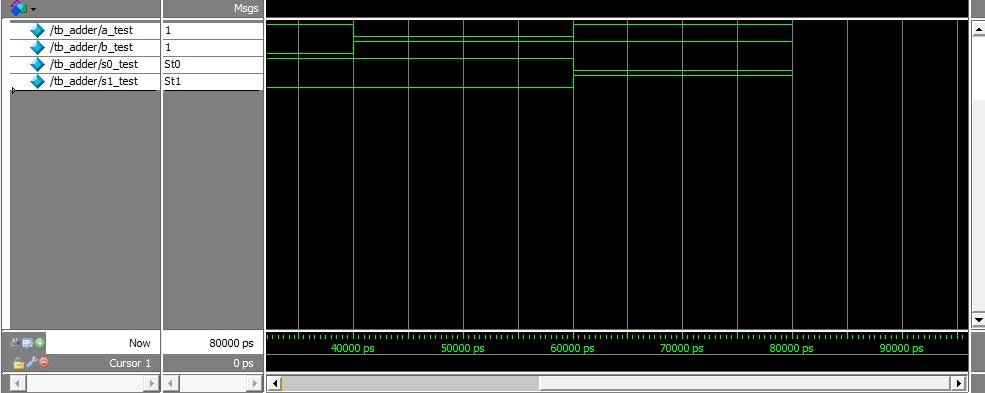 Msgs
/tb_adder/a_test 1
/tb_adder/b_test 1
/tb_adder/s0_test St0
/tb_adder/s1_test St1
Now 80000 ps
40000 ps 50000 ps 60000 ps 70000 ps 80000 ps 90000 ps
Cursor 1 0 ps